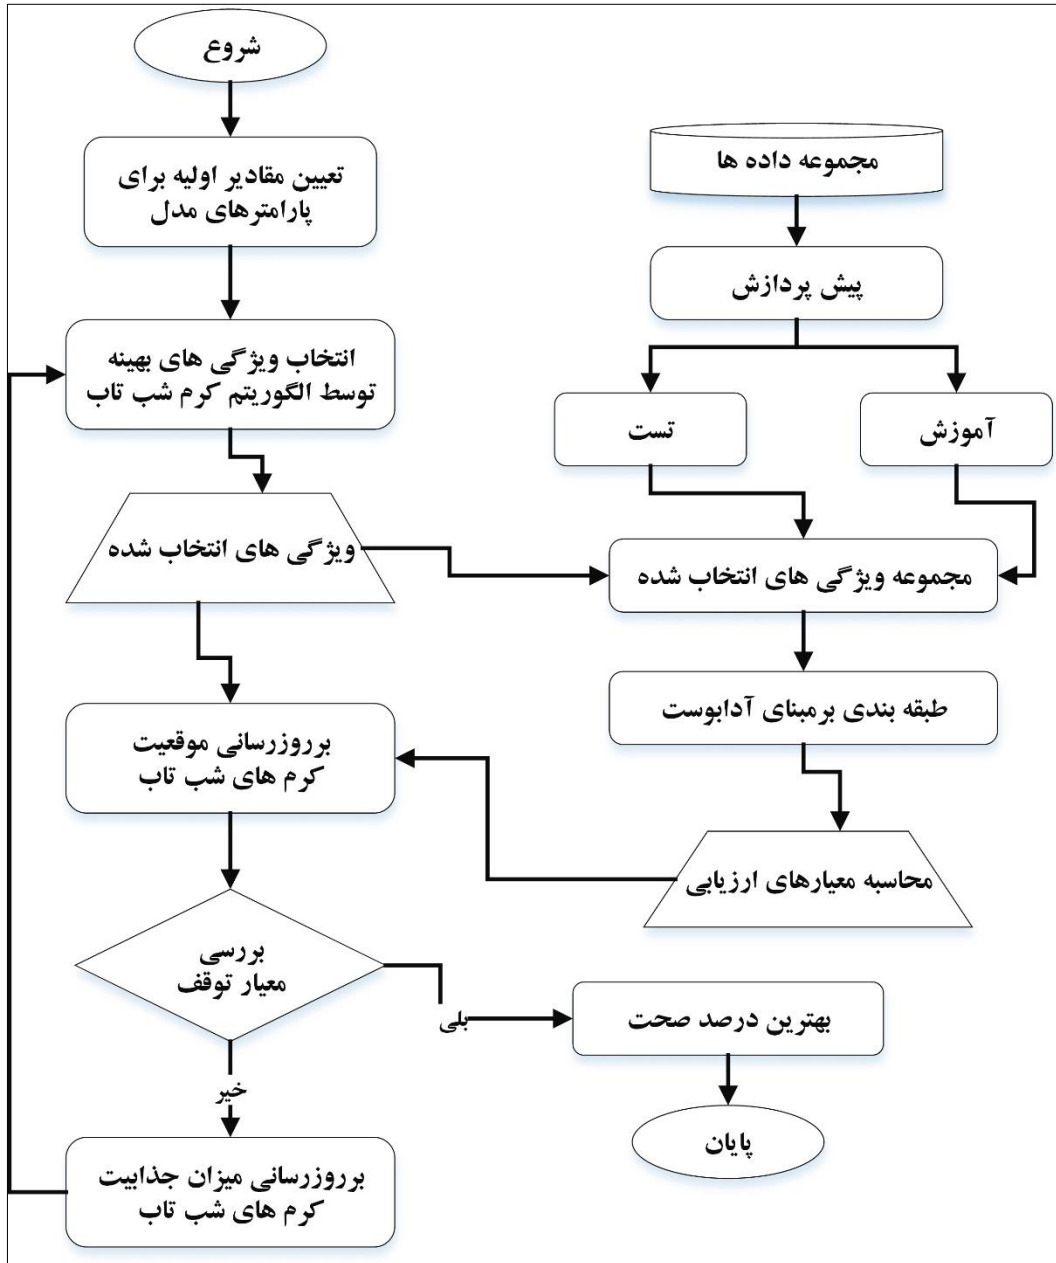 شروع
تعیین مقادیر اولیه برای
پارامترهای مدل
انتخاب ویژگی های بهینه
توسط الگوریتم کرم شب تاب
ویژگی های انتخاب شده
برروزرسانی موقعیت
کرم های شب تاب
بررسی
معیار توقف
بلی
خیر
برروزرسانی میزان جذابیت
کرم های شب تاب
مجموعه داده ها
پیش پردازش
آموزش
تست
مجموعه ویژگی های انتخاب شده
طبقه بندی برمبنای آدابوست
محاسبه معیارهای ارزیابی
بهترین درصد صحت
پایان